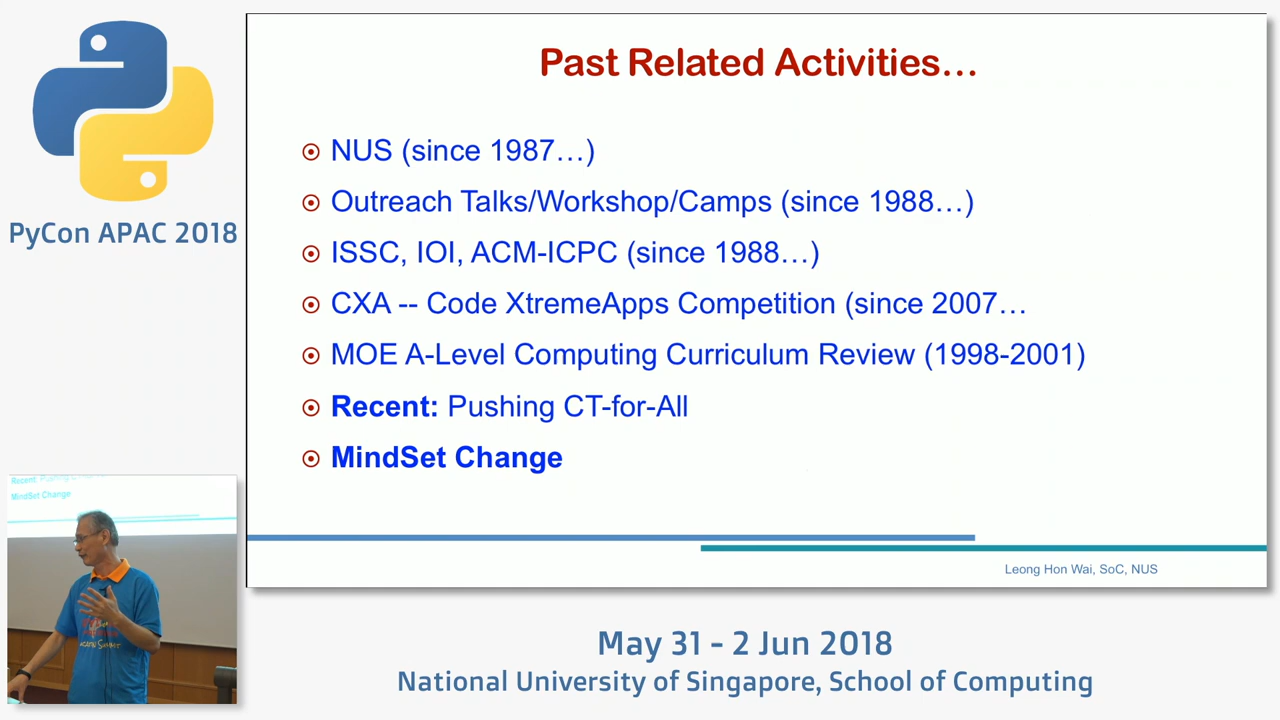 Past Related Activities…
NUS (since 1987…)
Outreach Talks/Workshop/Camps (since 1988…)
ISSC, IOI, ACM-ICPC (since 1988…)
CXA -- Code XtremeApps Competition (since 2007…
MOE A-Level Computing Curriculum Review (1998-2001)
Recent: Pushing CT-for-All
MindSet Change
Leong Hon Wai, SoC, NUS
PyCon APAC 2018
Recent:
MindSet Change
May 31 - 2 Jun 2018
National University of Singapore, School of Computing